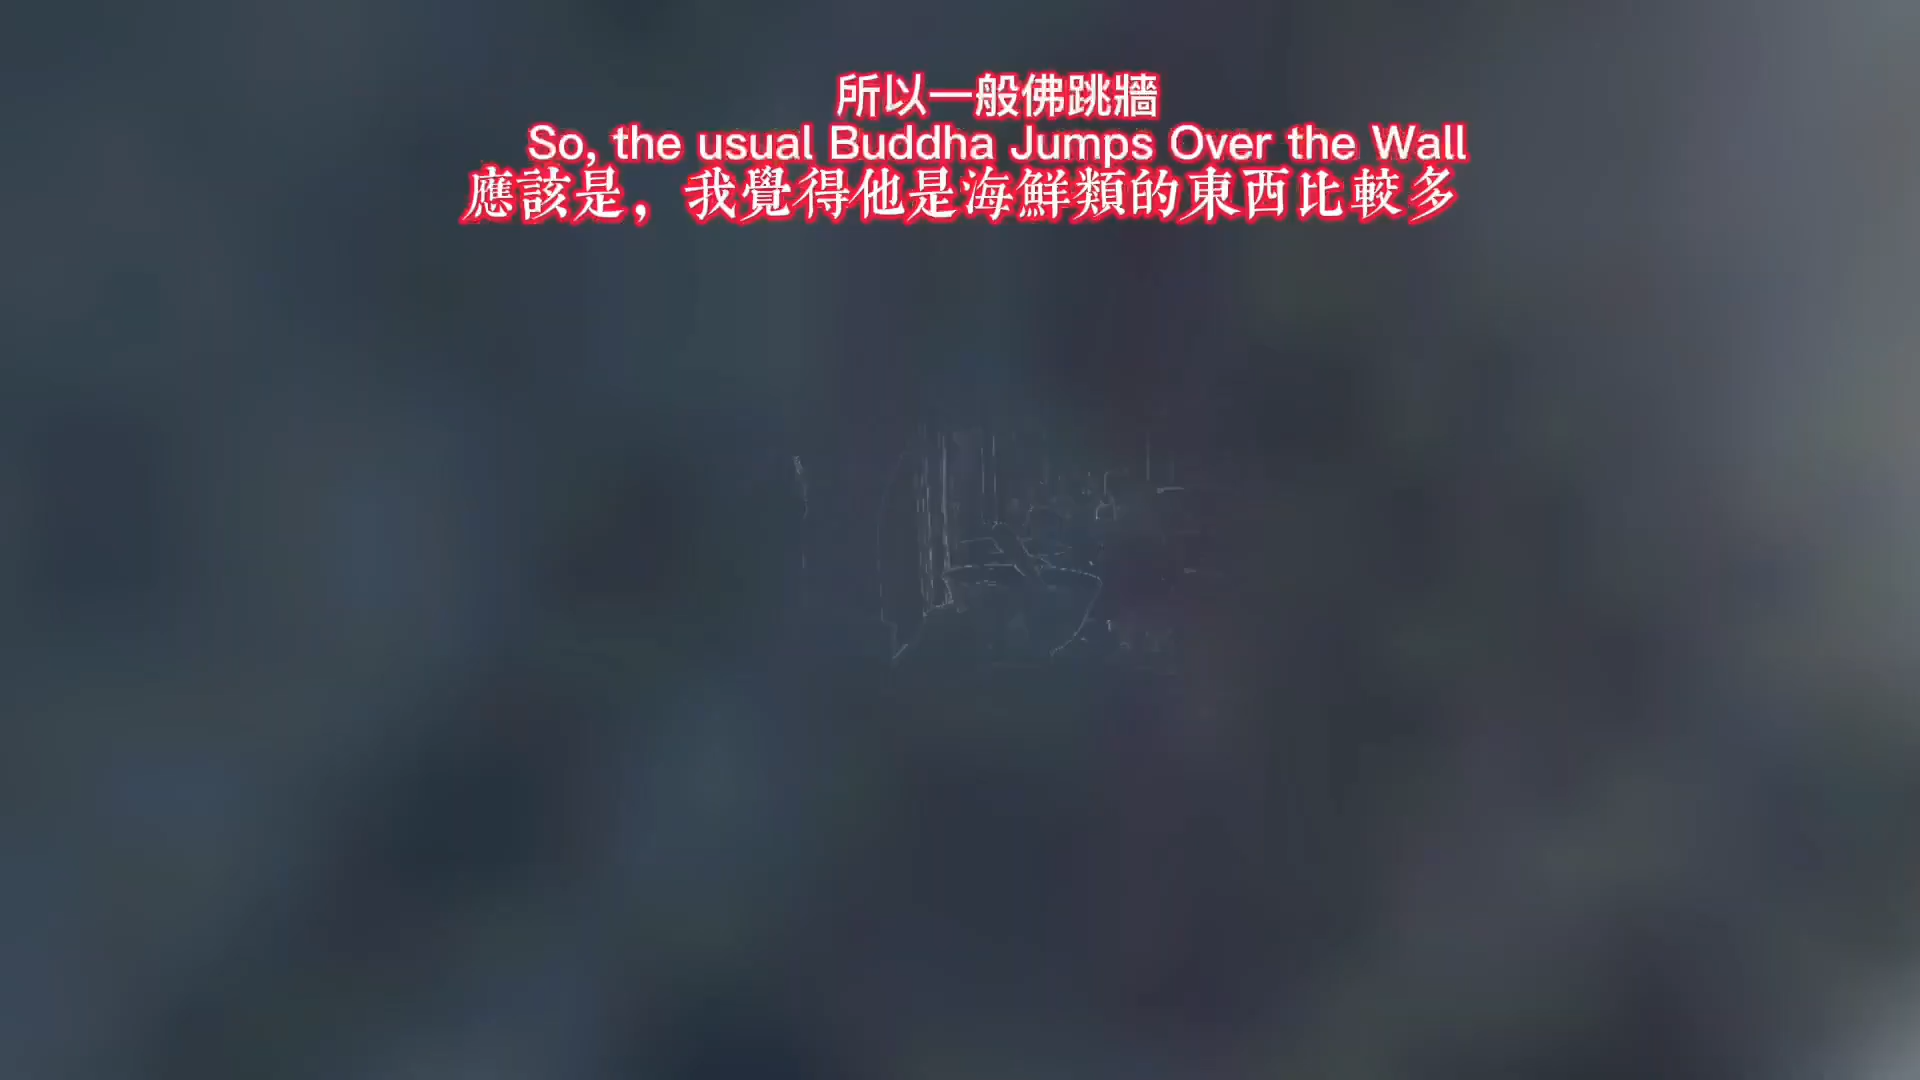 所以一般佛跳牆
So, the usual Buddha Jumps Over the Wall
應該是，我覺得他是海鮮類的東西比較多